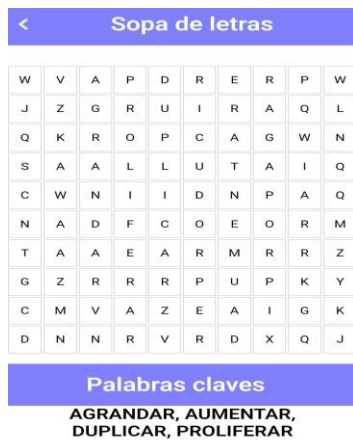 < Sopa de letras
W V A P D R E R P W
J Z G R U I R A Q L
Q K R O P C A G W N
S A A L L U T A I Q
C W N I I D N P A Q
N A D F C O E O R M
T A A E A R M R R Z
G Z R R R P U P K Y
C M V A Z E A I G K
D N N R V R D X Q J
Palabras claves
AGRANDAR, AUMENTAR,
DUPLICAR, PROLIFERAR